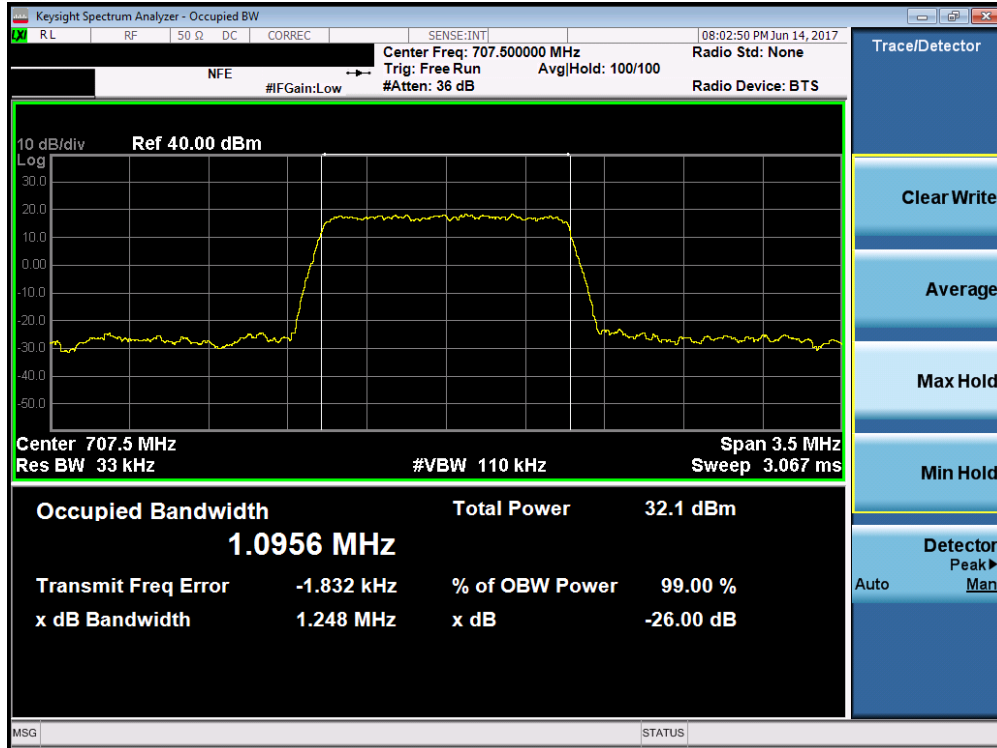 Keysight Spectrum Analyzer - Occupied BW
LXI RL RF 50 Ω DC CORREC SENSE:INT 08:02:50 PM Jun 14, 2017
Center Freq: 707.500000 MHz Radio Std: None
NFE Trig: Free Run Avg|Hold: 100/100
#IFGain:Low #Atten: 36 dB Radio Device: BTS
Trace/Detector
10 dB/div Ref 40.00 dBm
Log
30.0
20.0
10.0
0.00
-10.0
-20.0
-30.0
-40.0
-50.0
Center 707.5 MHz Span 3.5 MHz
Res BW 33 kHz #VBW 110 kHz Sweep 3.067 ms
Occupied Bandwidth Total Power 32.1 dBm
1.0956 MHz
Transmit Freq Error -1.832 kHz % of OBW Power 99.00 %
x dB Bandwidth 1.248 MHz x dB -26.00 dB
Clear Write
Average
Max Hold
Min Hold
Detector
Peak▶
Auto Man
MSG STATUS